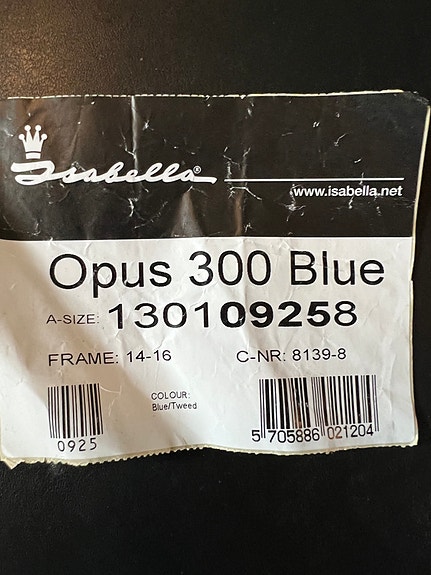 Isabella®
www.isabella.net
Opus 300 Blue
A-SIZE: 130109258
FRAME: 14-16 C-NR: 8139-8
COLOUR:
Blue/Tweed
0925
5 705886 021204